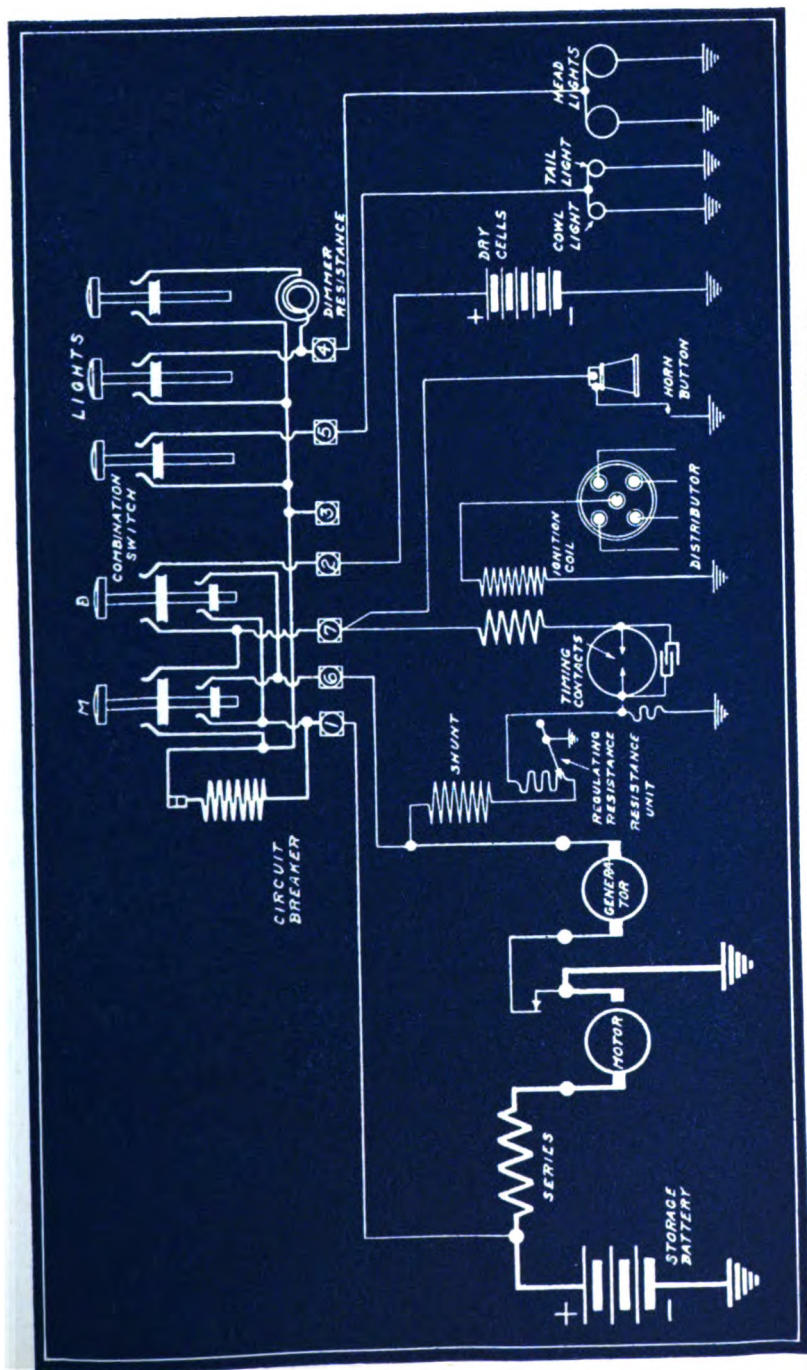 LIGHTS
M
B
COMBINATION
SWITCH
CIRCUIT
BREAKER
1
6
7
2
3
5
4
DIMMER
RESISTANCE
SHUNT
REGULATING
RESISTANCE
RESISTANCE
UNIT
TIMING
CONTACTS
IGNITION
COIL
DISTRIBUTOR
HORN
BUTTON
DRY
CELLS
+
-
COWL
LIGHT
TAIL
LIGHT
HEAD
LIGHTS
SERIES
MOTOR
GENERA
TOR
+
-
STORAGE
BATTERY